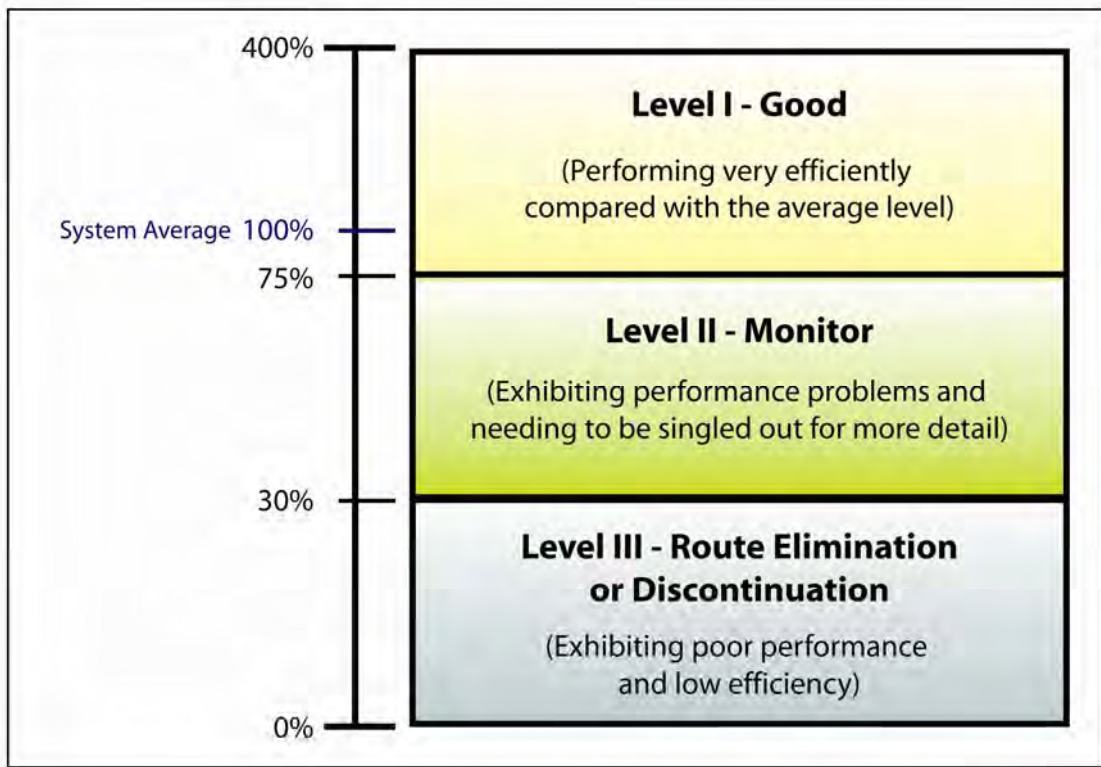 400%
Level I - Good
(Performing very efficiently
compared with the average level)
System Average 100%
75%
Level II - Monitor
(Exhibiting performance problems and
needing to be singled out for more detail)
30%
Level III - Route Elimination
or Discontinuation
(Exhibiting poor performance
and low efficiency)
0%